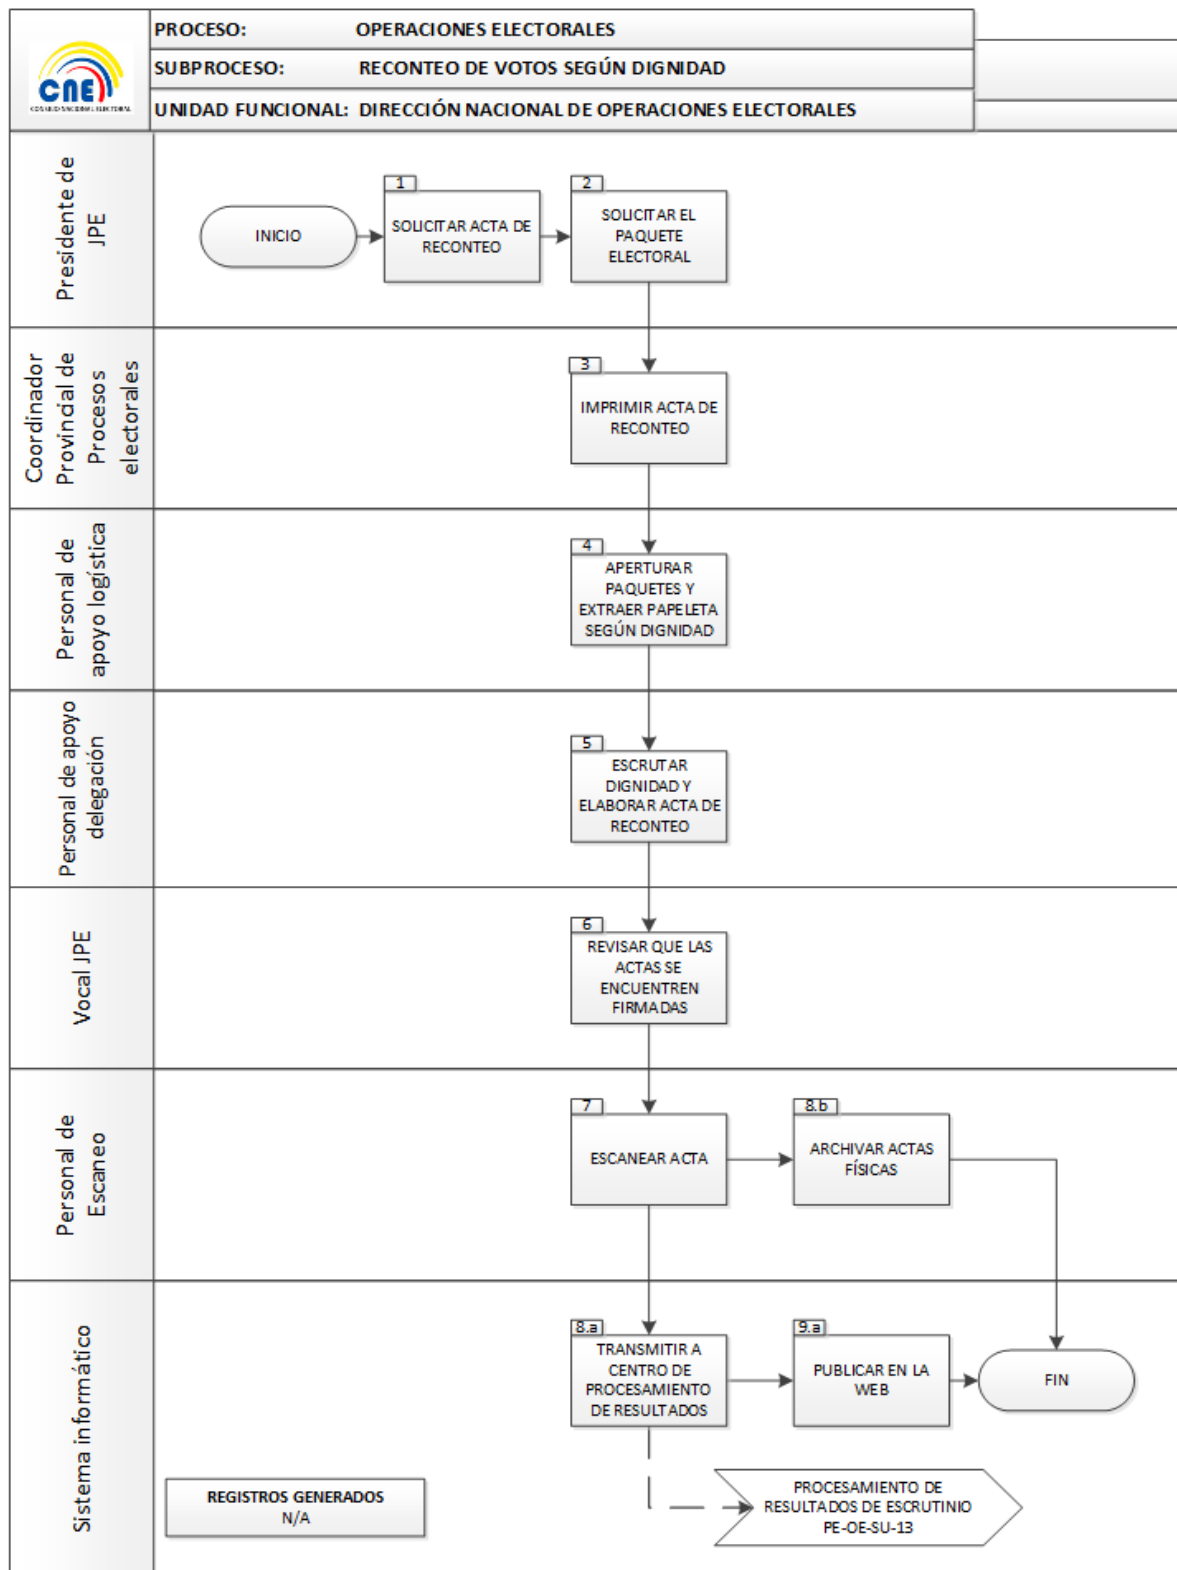 PROCESO: OPERACIONES ELECTORALES
SUBPROCESO: RECONTEO DE VOTOS SEGÚN DIGNIDAD
UNIDAD FUNCIONAL: DIRECCIÓN NACIONAL DE OPERACIONES ELECTORALES
CNE
CONSEJO NACIONAL ELECTORAL
Presidente de
JPE
INICIO
1
SOLICITAR ACTA DE
RECONTEO
2
SOLICITAR EL
PAQUETE
ELECTORAL
Coordinador
Provincial de
Procesos
electorales
3
IMPRIMIR ACTA DE
RECONTEO
Personal de
apoyo logística
4
APERTURAR
PAQUETES Y
EXTRAER PAPELETA
SEGÚN DIGNIDAD
Personal de apoyo
delegación
5
ESCRUTAR
DIGNIDAD Y
ELABORAR ACTA DE
RECONTEO
Vocal JPE
6
REVISAR QUE LAS
ACTAS SE
ENCUENTREN
FIRMADAS
Personal de
Escaneo
7
ESCANEAR ACTA
8.b
ARCHIVAR ACTAS
FÍSICAS
Sistema informático
8.a
TRANSMITIR A
CENTRO DE
PROCESAMIENTO
DE RESULTADOS
9.a
PUBLICAR EN LA
WEB
FIN
REGISTROS GENERADOS
N/A
PROCESAMIENTO DE
RESULTADOS DE ESCRUTINIO
PE-OE-SU-13